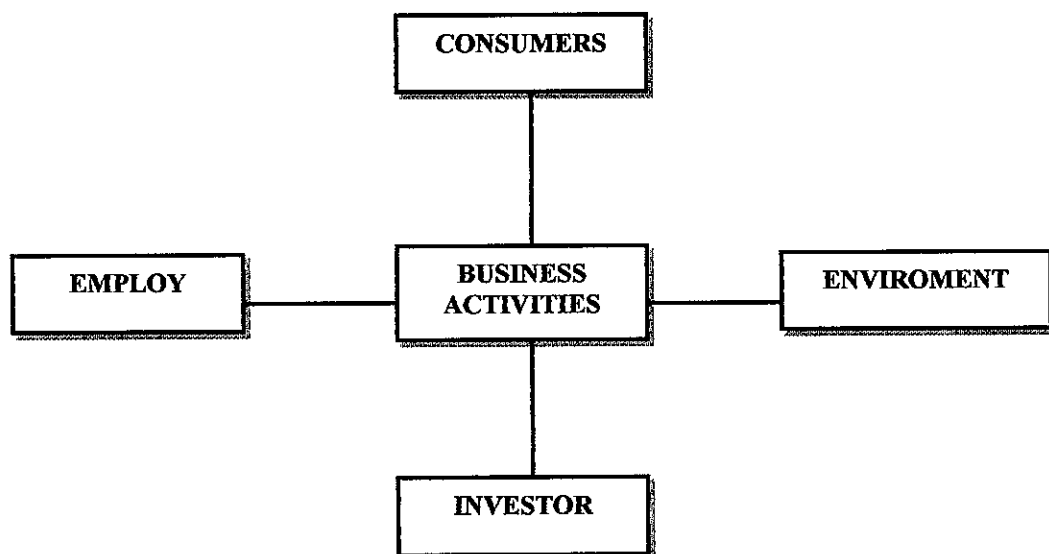 CONSUMERS
EMPLOY
BUSINESS
ACTIVITIES
ENVIROMENT
INVESTOR